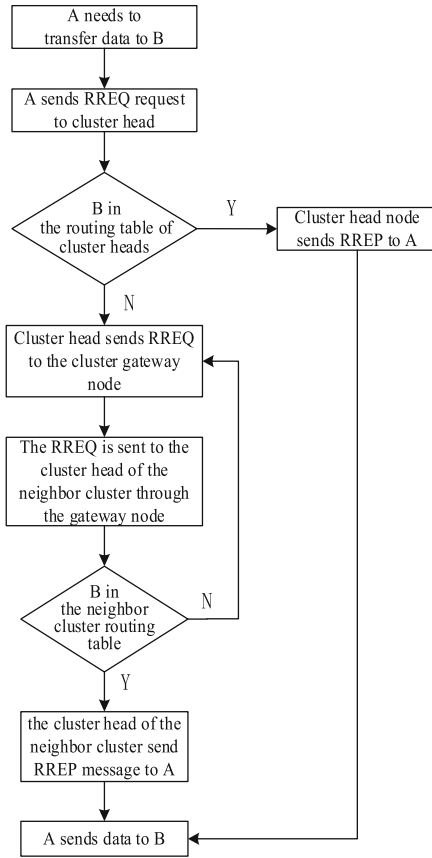 A needs to
transfer data to B
A sends RREQ request
to cluster head
B in
the routing table of
cluster heads
Y
Cluster head node
sends RREP to A
N
Cluster head sends RREQ
to the cluster gateway
node
The RREQ is sent to the
cluster head of the
neighbor cluster through
the gateway node
B in
the neighbor
cluster routing
table
N
Y
the cluster head of the
neighbor cluster send
RREP message to A
A sends data to B